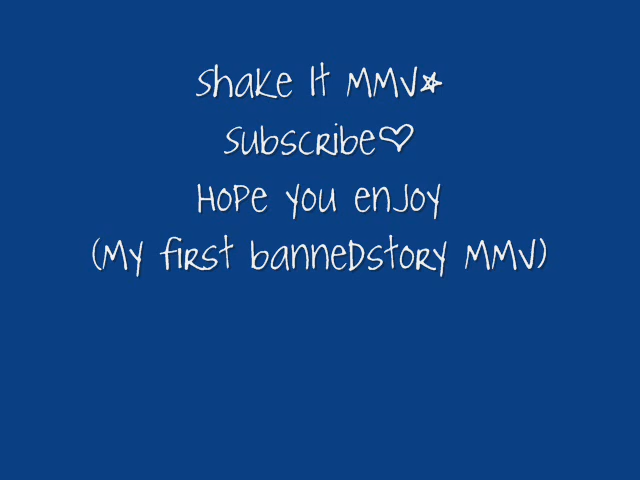 Shake It MMV☆
Subscribe♡
Hope you enjoy
(My first bannedstory MMV)